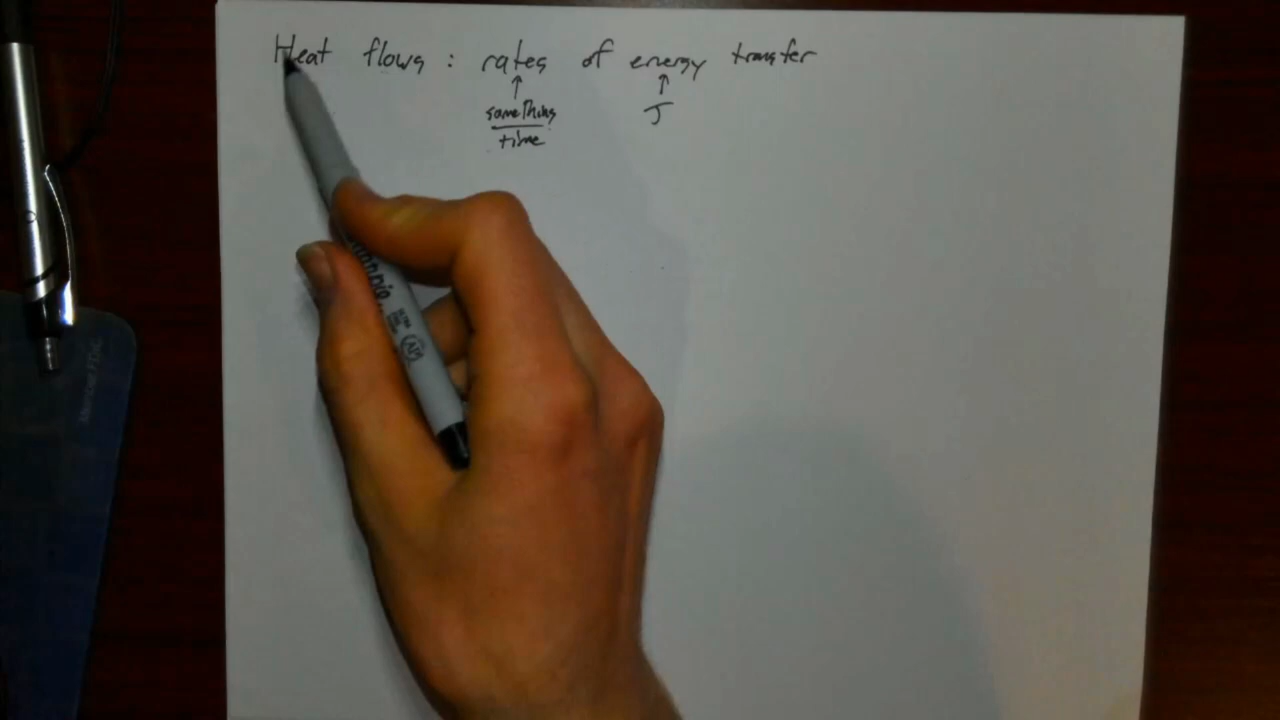 Heat flows : rates of energy transfer
↑ ↑
something J
time